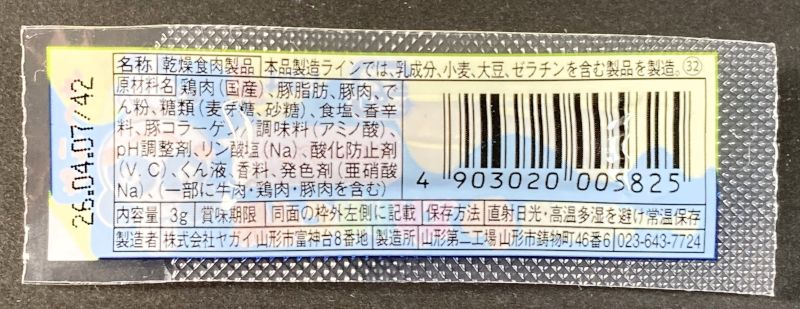 名称 乾燥食肉製品 本品製造ラインでは、乳成分、小麦、大豆、ゼラチンを含む製品を製造。㉜
原材料名 鶏肉(国産)、豚脂肪、豚肉、でん粉、
糖類(麦芽糖、砂糖)、食塩、香辛
料、豚コラーゲン/調味料(アミノ酸)、
pH調整剤、リン酸塩(Na)、酸化防止剤
(V.C)、くん液、香料、発色剤(亜硝酸
Na)、(一部に牛肉・鶏肉・豚肉を含む)
4 903020 005825
内容量 3g 賞味期限 同面の枠外左側に記載 保存方法 直射日光・高温多湿を避け常温保存
製造者 株式会社ヤガイ 山形市富神台8番地 製造所 山形第二工場 山形市鋳物町46番6 023-643-7724
26.04.07/42